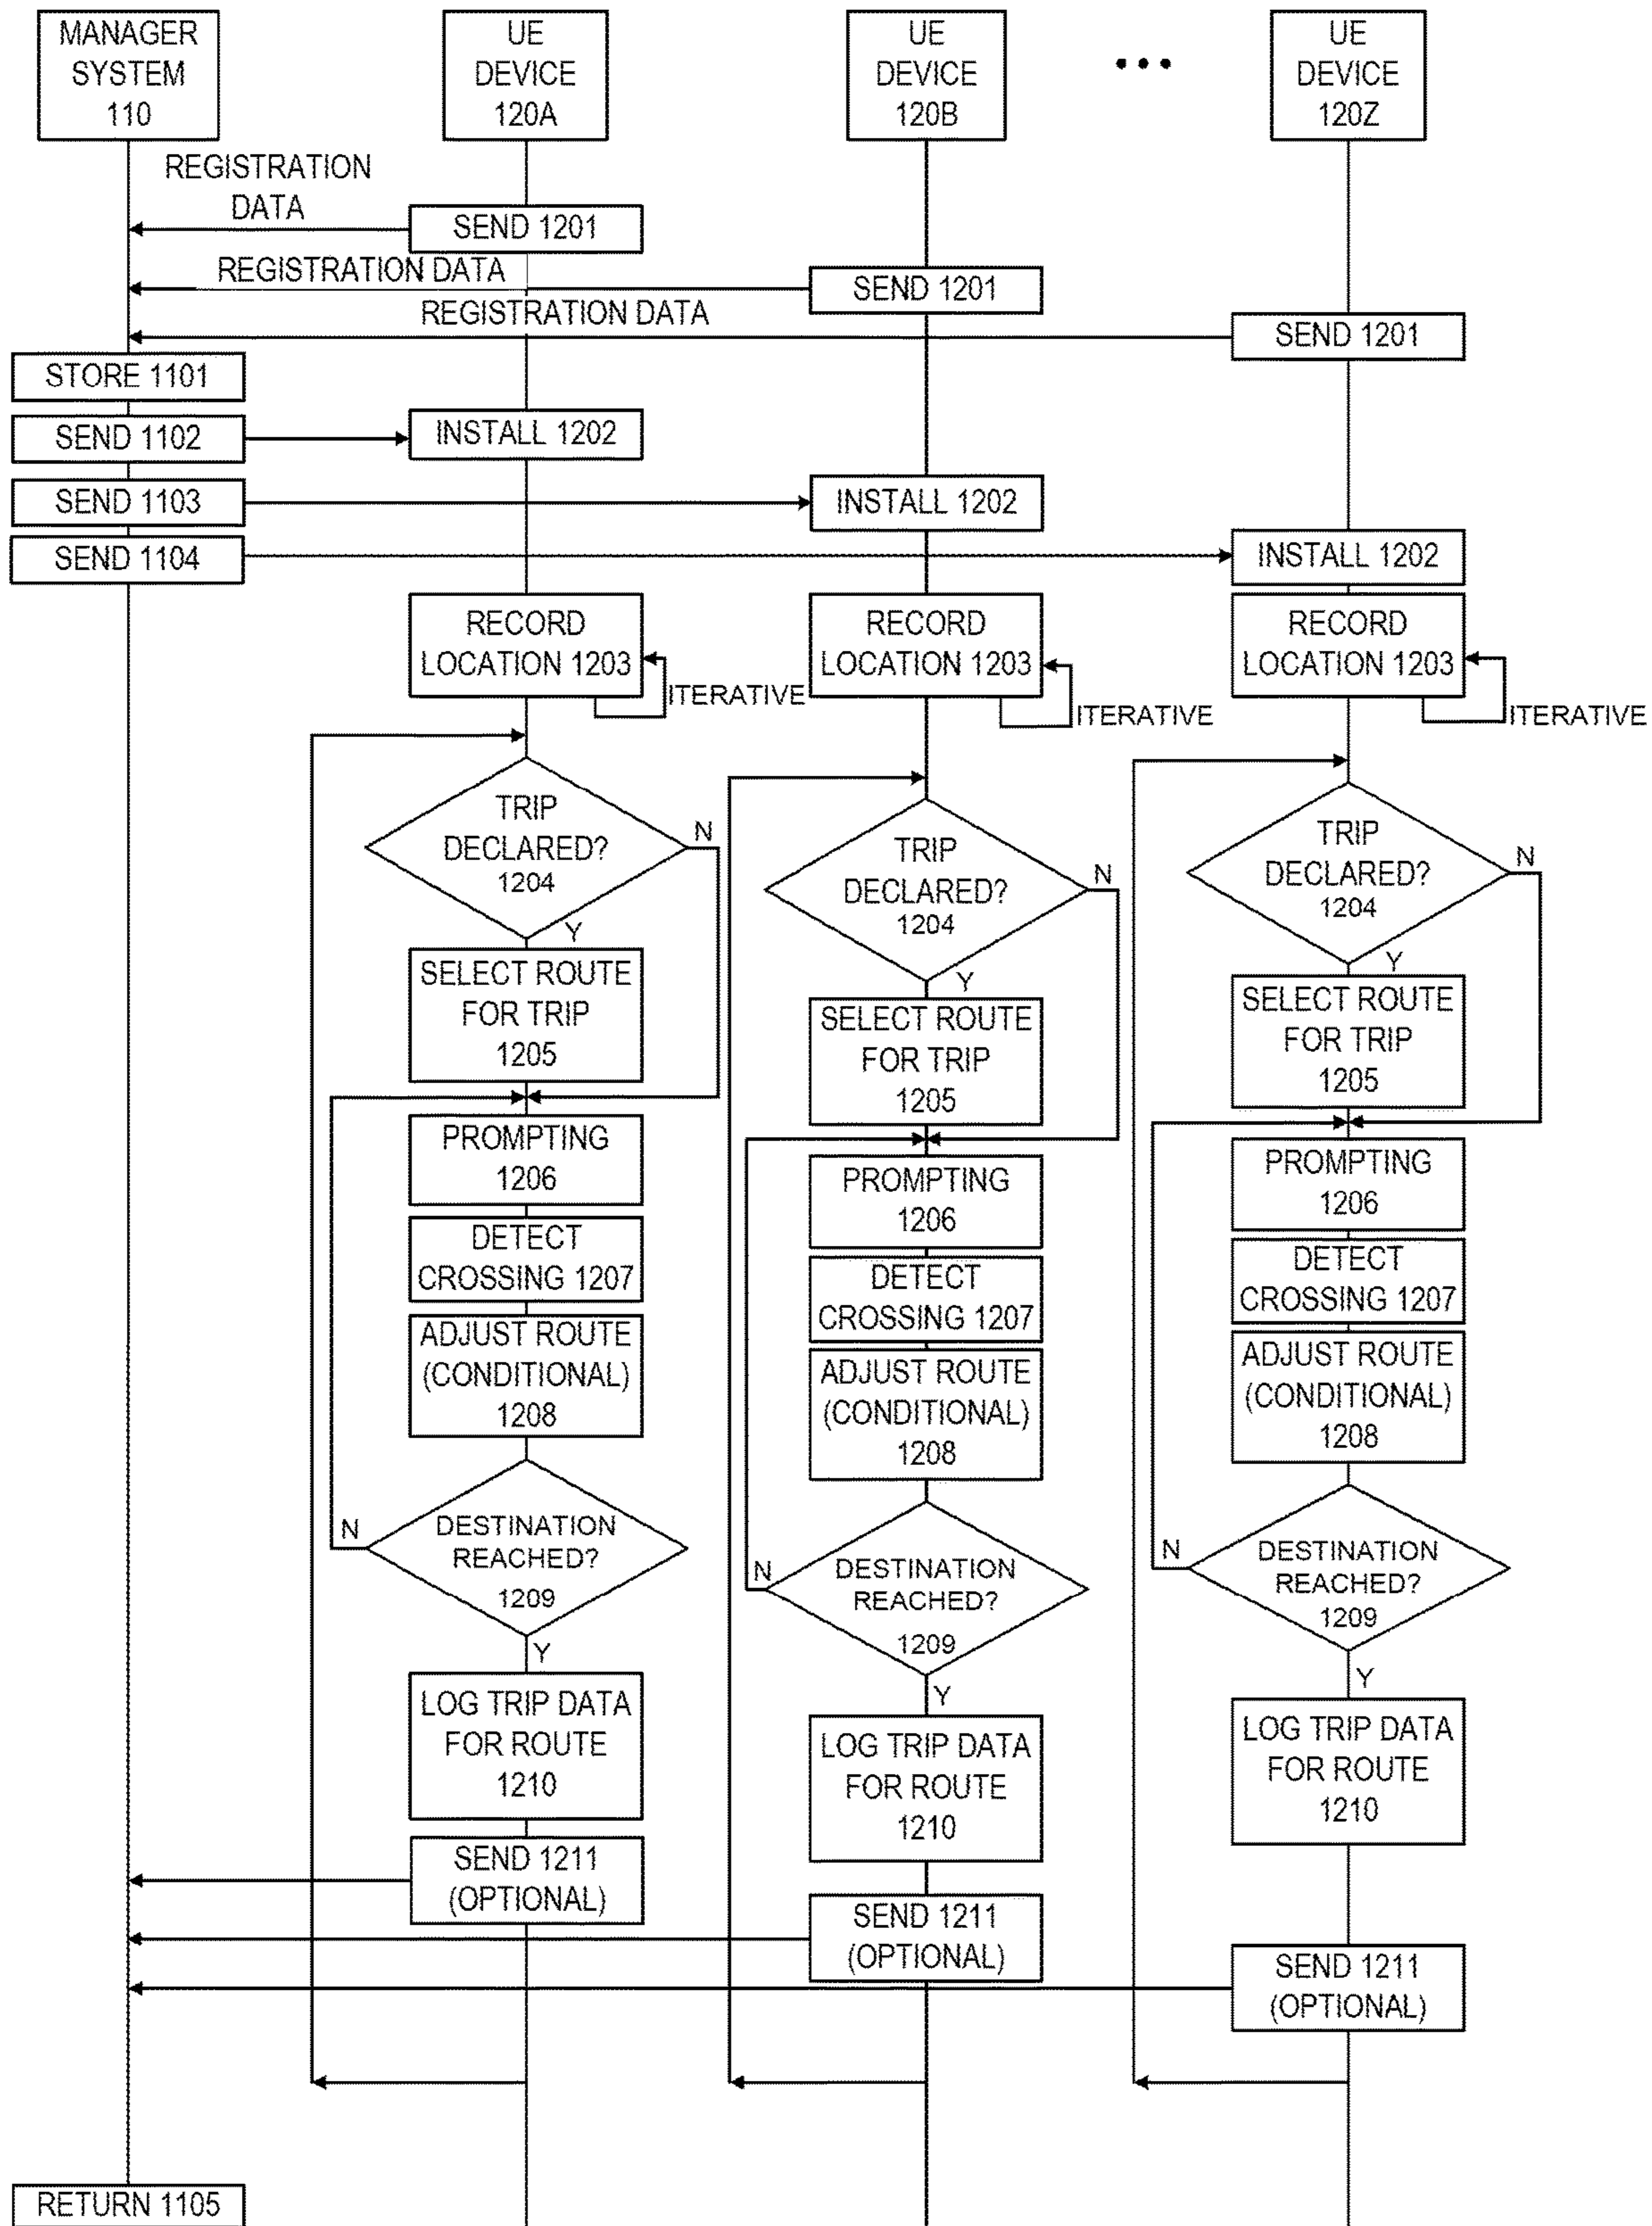 MANAGER
SYSTEM
110
UE
DEVICE
120A
UE
DEVICE
120B
UE
DEVICE
120Z
REGISTRATION
DATA
SEND 1201
REGISTRATION DATA
SEND 1201
REGISTRATION DATA
SEND 1201
STORE 1101
SEND 1102
INSTALL 1202
SEND 1103
INSTALL 1202
SEND 1104
INSTALL 1202
RECORD
LOCATION 1203
ITERATIVE
RECORD
LOCATION 1203
ITERATIVE
RECORD
LOCATION 1203
ITERATIVE
TRIP
DECLARED?
1204
N
Y
TRIP
DECLARED?
1204
N
Y
TRIP
DECLARED?
1204
N
Y
SELECT ROUTE
FOR TRIP
1205
SELECT ROUTE
FOR TRIP
1205
SELECT ROUTE
FOR TRIP
1205
PROMPTING
1206
PROMPTING
1206
PROMPTING
1206
DETECT
CROSSING 1207
DETECT
CROSSING 1207
DETECT
CROSSING 1207
ADJUST ROUTE
(CONDITIONAL)
1208
ADJUST ROUTE
(CONDITIONAL)
1208
ADJUST ROUTE
(CONDITIONAL)
1208
N
DESTINATION
REACHED?
1209
Y
N
DESTINATION
REACHED?
1209
Y
N
DESTINATION
REACHED?
1209
Y
LOG TRIP DATA
FOR ROUTE
1210
LOG TRIP DATA
FOR ROUTE
1210
LOG TRIP DATA
FOR ROUTE
1210
SEND 1211
(OPTIONAL)
SEND 1211
(OPTIONAL)
SEND 1211
(OPTIONAL)
RETURN 1105